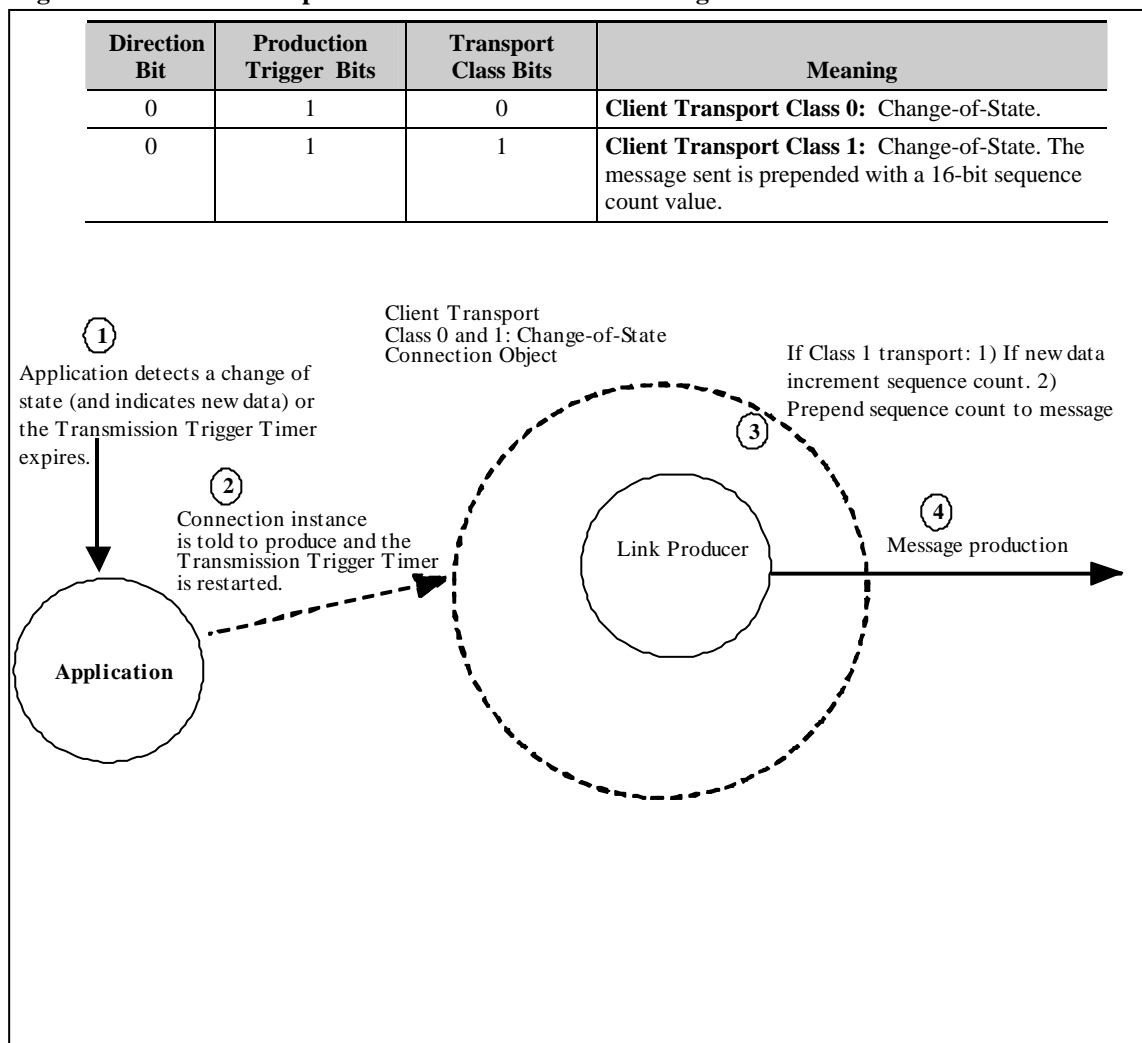 Direction Bit
Production Trigger Bits
Transport Class Bits
Meaning
0
1
0
Client Transport Class 0: Change-of-State.
0
1
1
Client Transport Class 1: Change-of-State. The
message sent is prepended with a 16-bit sequence
count value.
Client Transport
Class 0 and 1: Change-of-State
Connection Object
1
Application detects a change of
state (and indicates new data) or
the Transmission Trigger Timer
expires.
If Class 1 transport: 1) If new data
increment sequence count. 2)
Prepend sequence count to message
3
2
Connection instance
is told to produce and the
Transmission Trigger Timer
is restarted.
4
Message production
Link Producer
Application